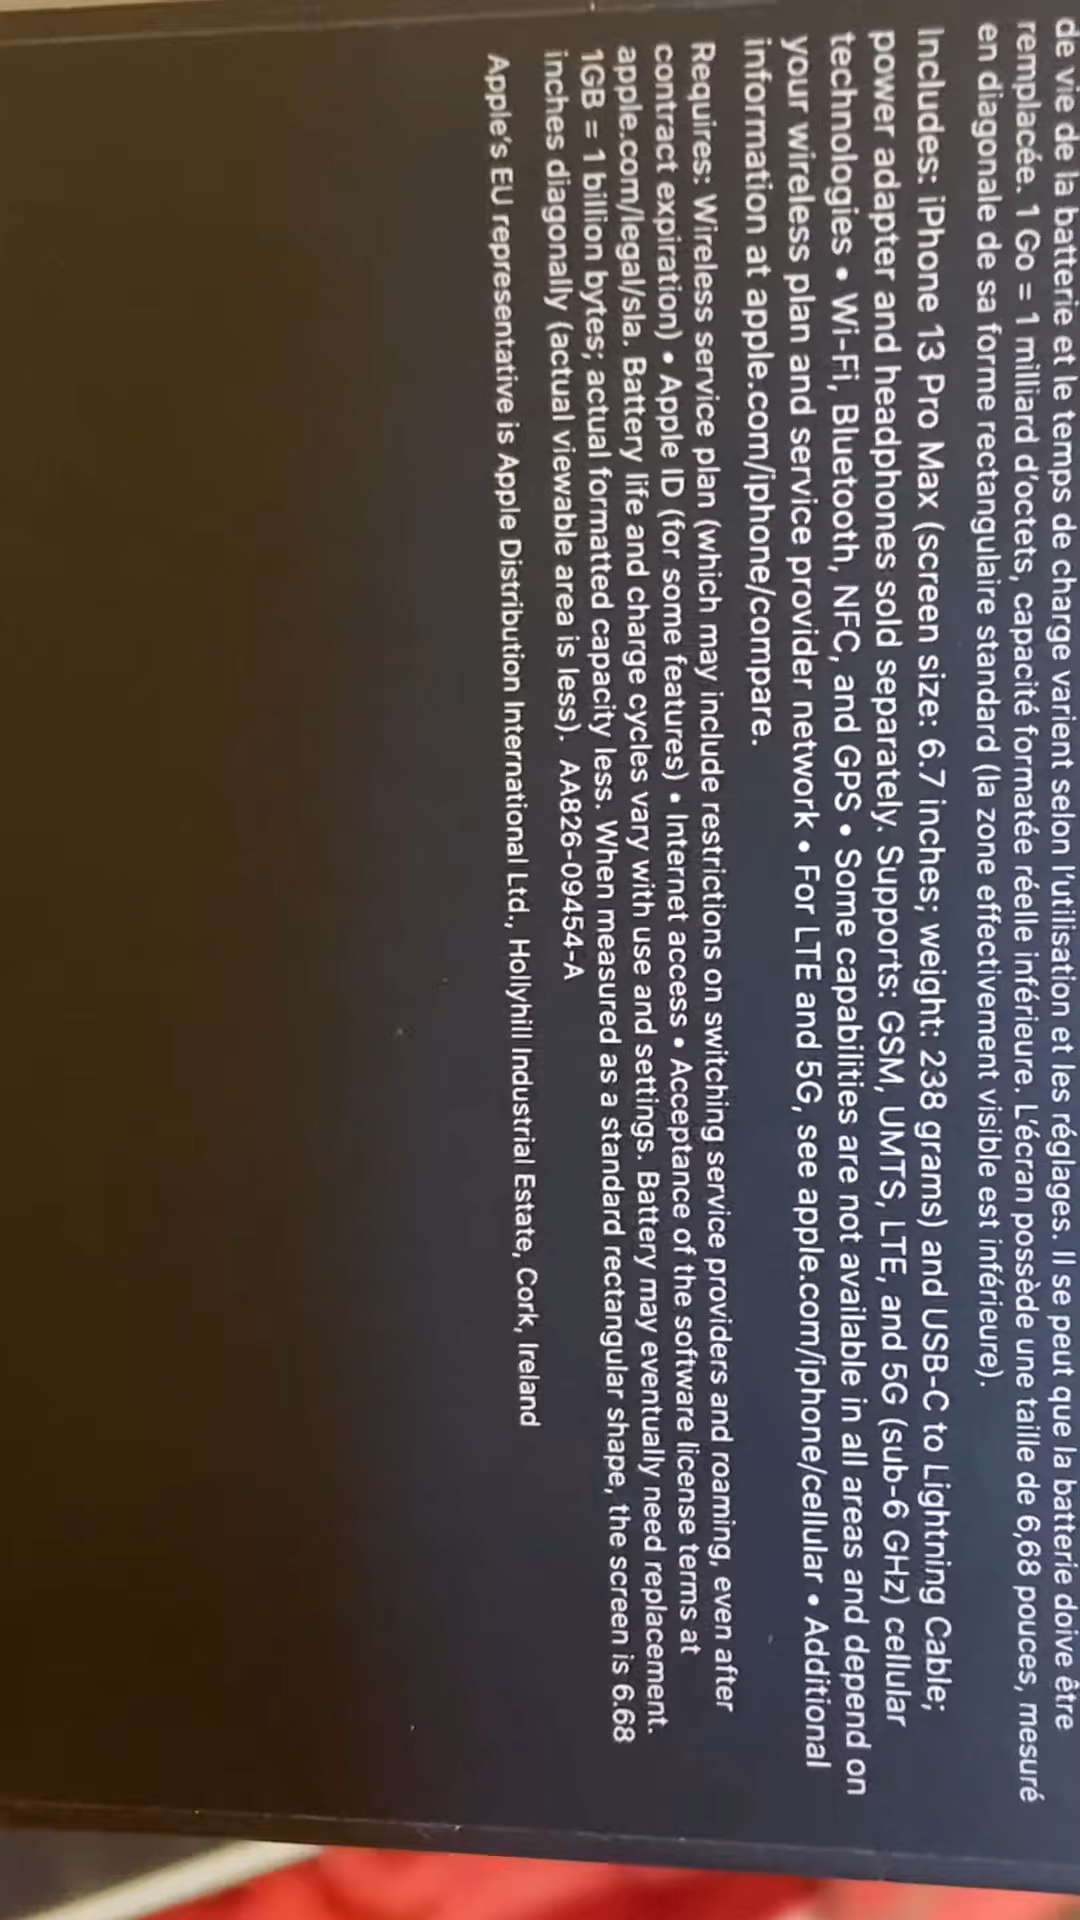 de vie de la batterie et le temps de charge varient selon l'utilisation et les réglages. Il se peut que la batterie doive être
remplacée. 1 Go = 1 milliard d'octets, capacité formatée réelle inférieure. L'écran possède une taille de 6,68 pouces, mesuré
en diagonale de sa forme rectangulaire standard (la zone effectivement visible est inférieure).
Includes: iPhone 13 Pro Max (screen size: 6.7 inches; weight: 238 grams) and USB-C to Lightning Cable;
power adapter and headphones sold separately. Supports: GSM, UMTS, LTE, and 5G (sub-6 GHz) cellular
technologies • Wi-Fi, Bluetooth, NFC, and GPS • Some capabilities are not available in all areas and depend on
your wireless plan and service provider network • For LTE and 5G, see apple.com/iphone/cellular • Additional
information at apple.com/iphone/compare.
Requires: Wireless service plan (which may include restrictions on switching service providers and roaming, even after
contract expiration) • Apple ID (for some features) • Internet access • Acceptance of the software license terms at
apple.com/legal/sla. Battery life and charge cycles vary with use and settings. Battery may eventually need replacement.
1GB = 1 billion bytes; actual formatted capacity less. When measured as a standard rectangular shape, the screen is 6.68
inches diagonally (actual viewable area is less). AA826-09454-A
Apple's EU representative is Apple Distribution International Ltd., Hollyhill Industrial Estate, Cork, Ireland